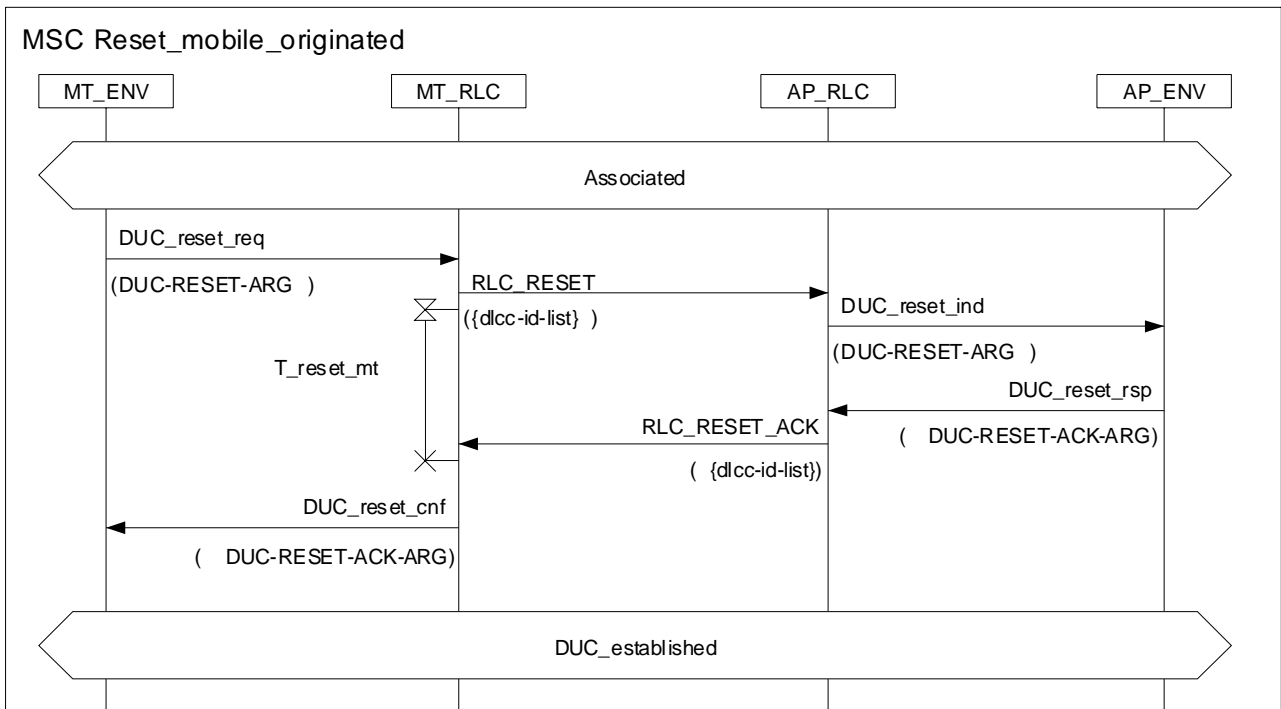 MSC Reset_mobile_originated
MT_ENV MT_RLC AP_RLC AP_ENV
Associated
DUC_reset_req
(DUC-RESET-ARG )
RLC_RESET
({dlcc-id-list} )
DUC_reset_ind
(DUC-RESET-ARG )
T_reset_mt
DUC_reset_rsp
( DUC-RESET-ACK-ARG)
RLC_RESET_ACK
( {dlcc-id-list})
DUC_reset_cnf
( DUC-RESET-ACK-ARG)
DUC_established